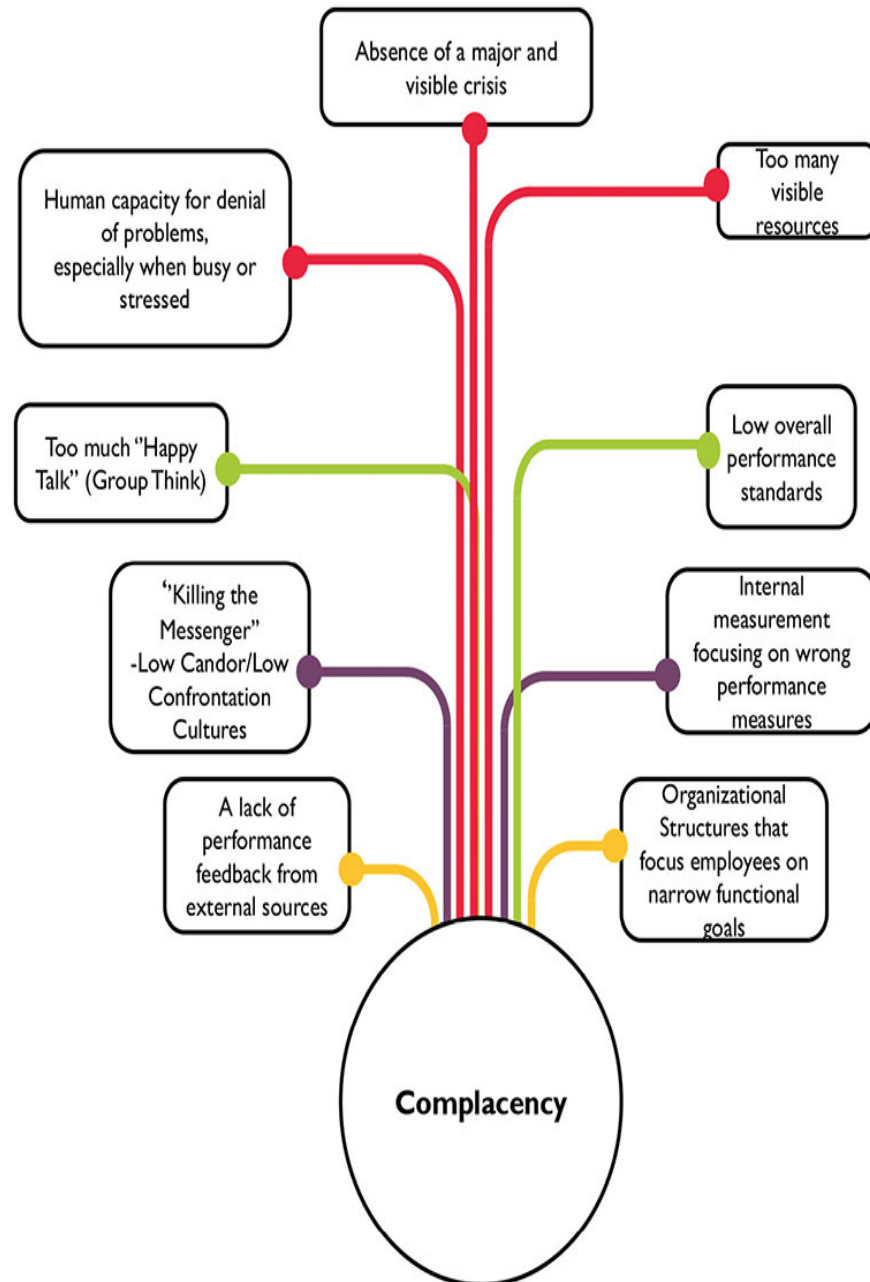 Absence of a major and
visible crisis
Human capacity for denial
of problems,
especially when busy or
stressed
Too many
visible
resources
Too much "Happy
Talk" (Group Think)
Low overall
performance
standards
‘’Killing the
Messenger”
-Low Candor/Low
Confrontation
Cultures
Internal
measurement
focusing on wrong
performance
measures
A lack of
performance
feedback from
external sources
Organizational
Structures that
focus employees on
narrow functional
goals
Complacency